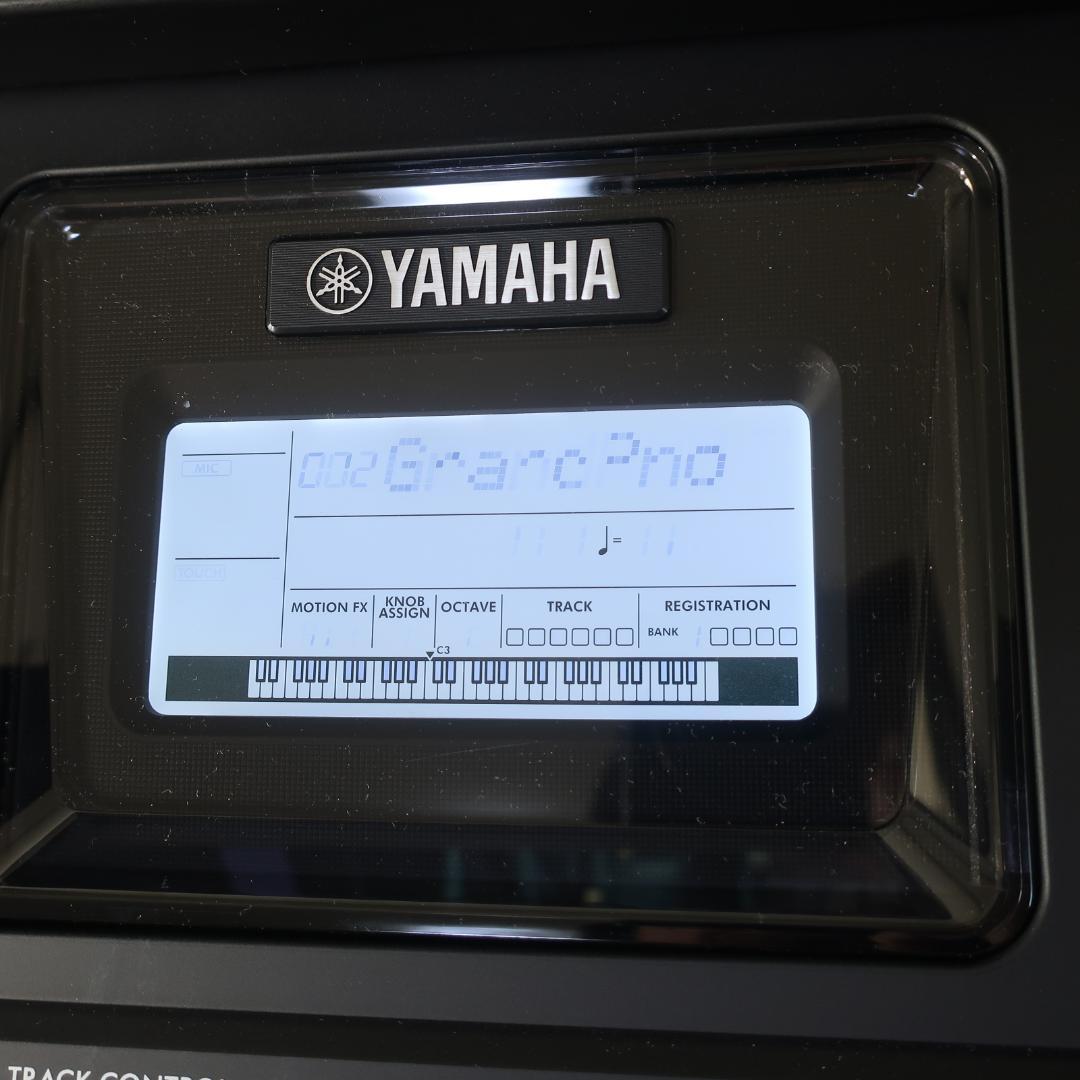 YAMAHA
MIC
002 GrandPno
TOUCH
MOTION FX
KNOB
ASSIGN
OCTAVE
TRACK
REGISTRATION
BANK
C3